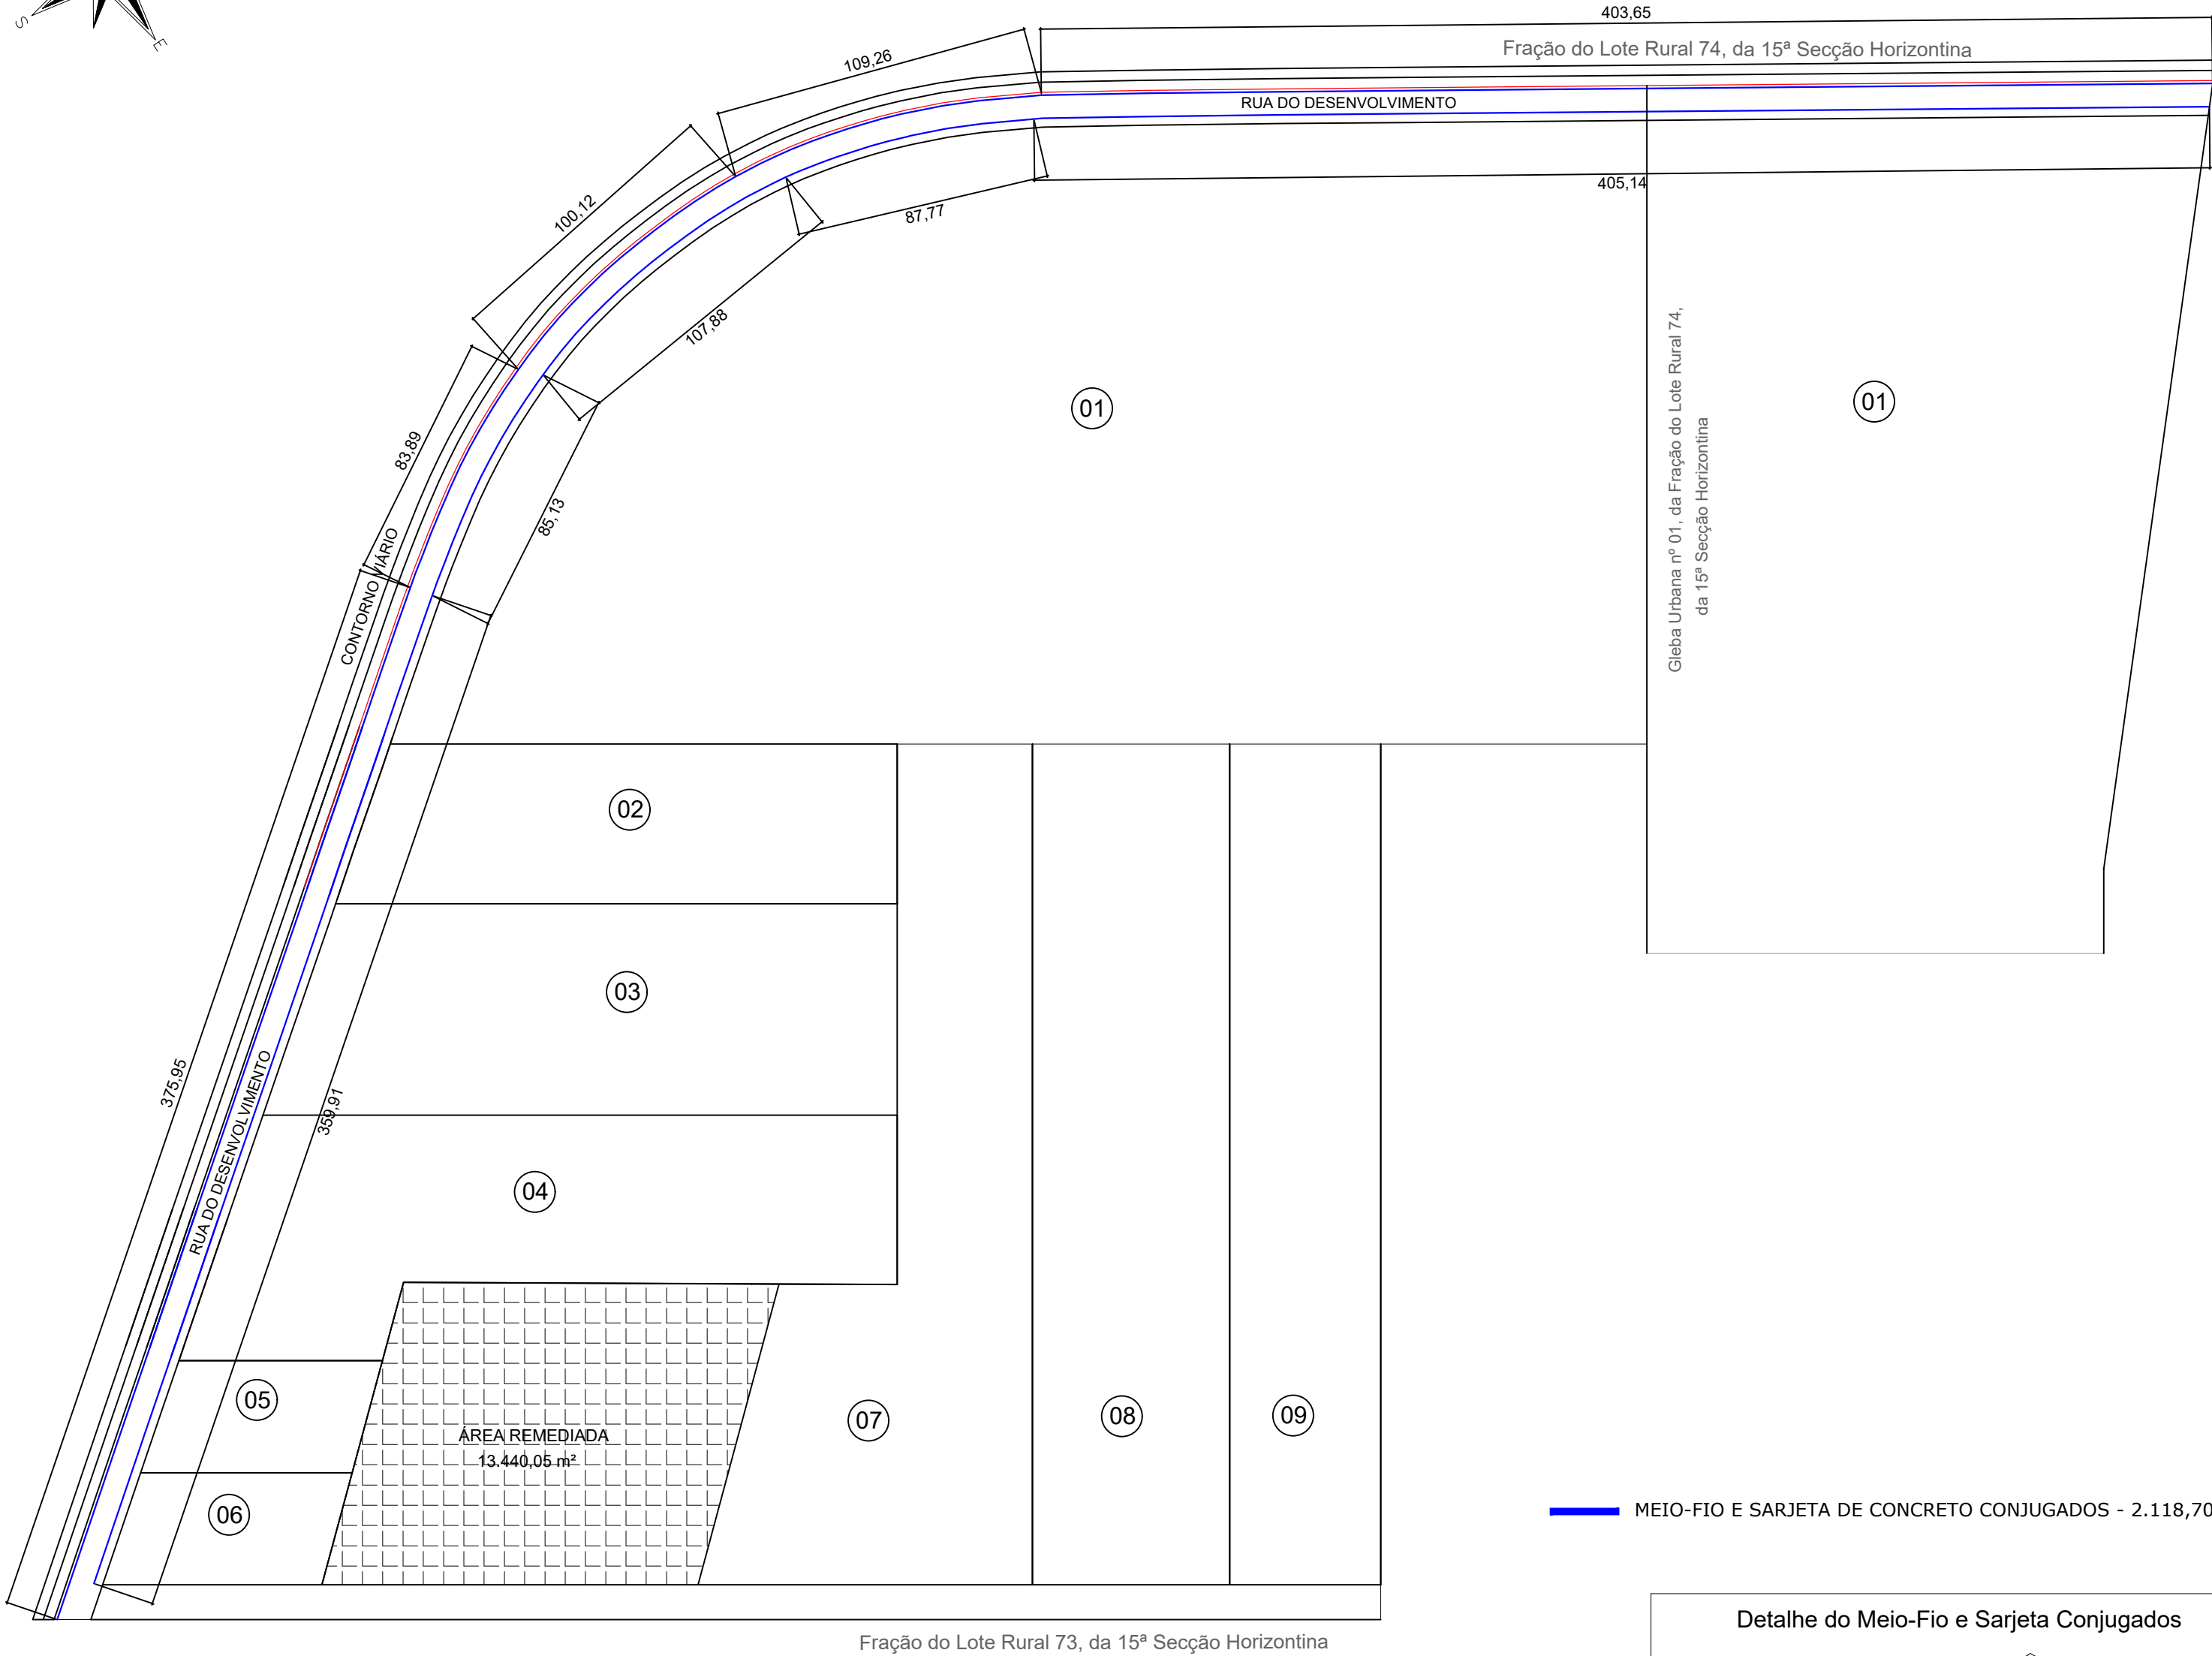 S
E
403,65
Fração do Lote Rural 74, da 15ª Secção Horizontina
109,26
RUA DO DESENVOLVIMENTO
405,14
100,12
87,77
107,88
83,89
85,13
01
01
Gleba Urbana nº 01, da Fração do Lote Rural 74,
da 15ª Secção Horizontina
CONTORNO VIÁRIO
02
03
375,95
RUA DO DESENVOLVIMENTO
359,91
04
05
06
ÁREA REMEDIADA
13.440,05 m²
07
08
09
MEIO-FIO E SARJETA DE CONCRETO CONJUGADOS - 2.118,70
Detalhe do Meio-Fio e Sarjeta Conjugados
Fração do Lote Rural 73, da 15ª Secção Horizontina